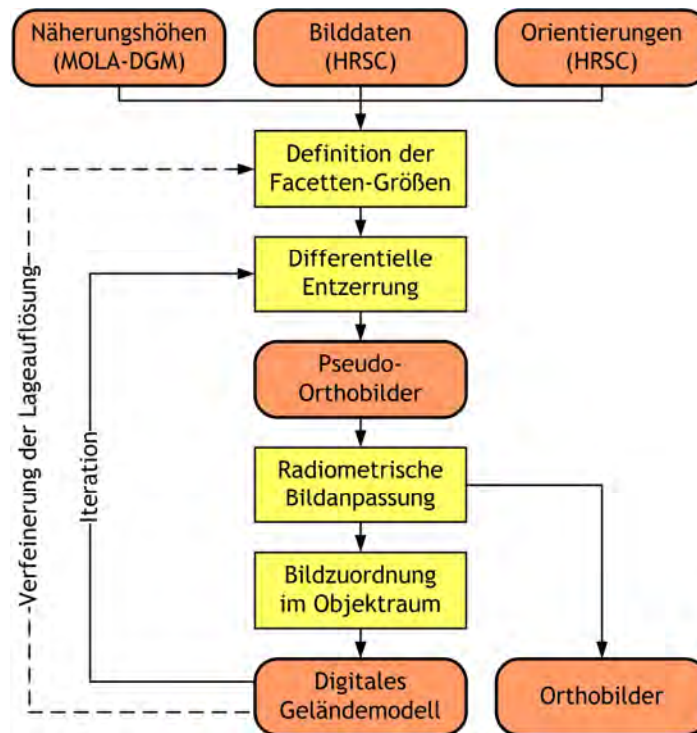 Näherungshöhen
(MOLA-DGM)
Bilddaten
(HRSC)
Orientierungen
(HRSC)
Definition der
Facetten-Größen
Differentielle
Entzerrung
Pseudo-
Orthobilder
Radiometrische
Bildanpassung
Bildzuordnung
im Objektraum
Digitales
Geländemodell
Orthobilder
Iteration
Verfeinerung der Lageauflösung